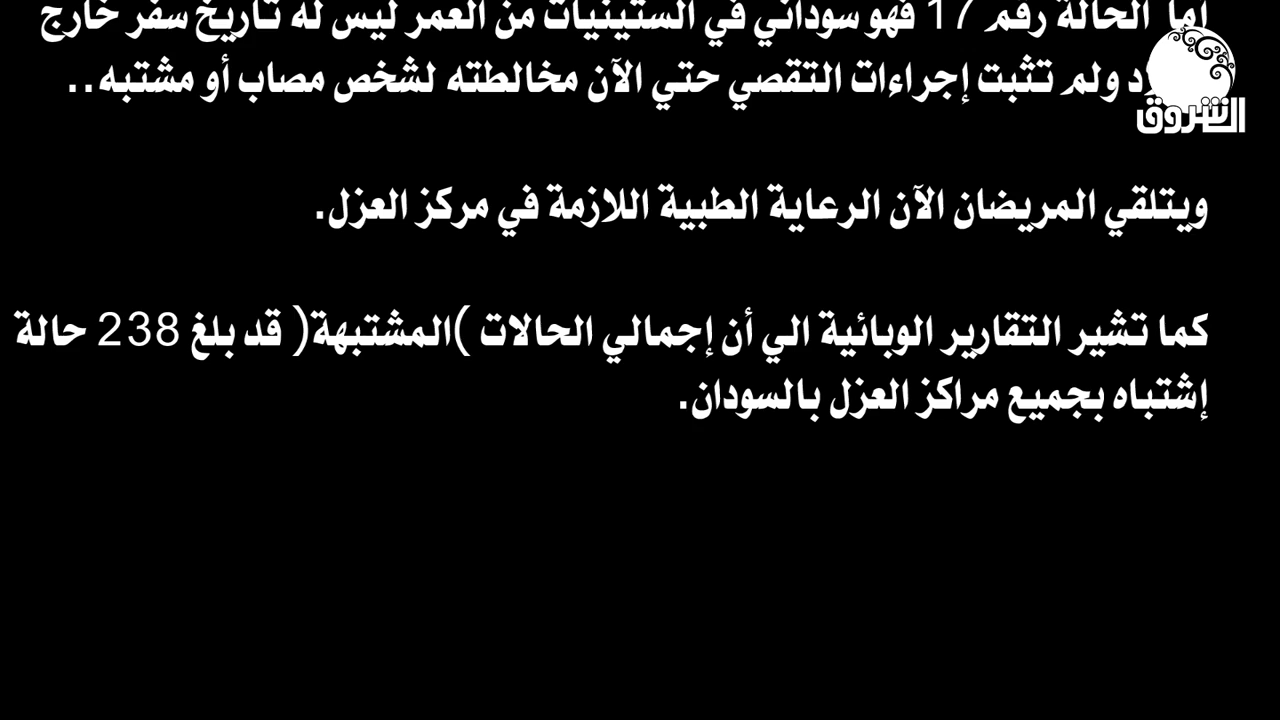 أما الحالة رقم 17 فهو سوداني في الستينيات من العمر ليس له تاريخ سفر خارج
ولم تثبت إجراءات التقصي حتي الآن مخالطته لشخص مصاب أو مشتبه..
الشروق
ويتلقي المريضان الآن الرعاية الطبية اللازمة في مركز العزل.
كما تشير التقارير الوبائية الي أن إجمالي الحالات )المشتبهة( قد بلغ 238 حالة
إشتباه بجميع مراكز العزل بالسودان.